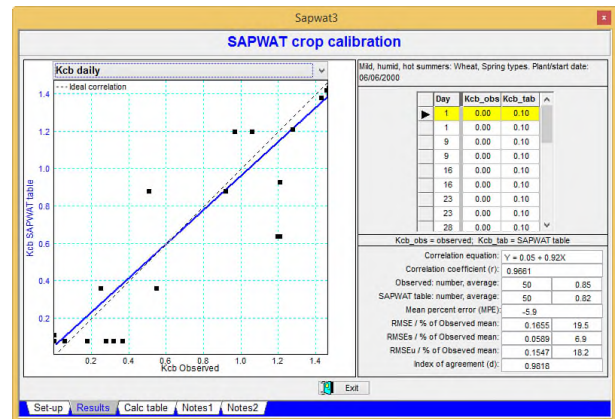 Sapwat3
x
SAPWAT crop calibration
Kcb daily
--- Ideal correlation
1.4
1.2
1.0
0.8
0.6
0.4
0.2
Kcb SAPWAT table
0.2 0.4 0.6 0.8 1.0 1.2 1.4
Kcb Observed
Mild, humid, hot summers: Wheat, Spring types. Plant/start date:
06/06/2000
Day Kcb_obs Kcb_tab
1 0.00 0.10
1 0.00 0.10
9 0.00 0.10
9 0.00 0.10
16 0.00 0.10
16 0.00 0.10
23 0.00 0.10
23 0.00 0.10
28 0.00 0.10
Kcb_obs = observed; Kcb_tab = SAPWAT table
Correlation equation: Y = 0.05 + 0.92X
Correlation coefficient (r): 0.9661
Observed: number, average: 50 0.85
SAPWAT table: number, average: 50 0.82
Mean percent error (MPE): -5.9
RMSE / % of Observed mean: 0.1655 19.5
RMSEs / % of Observed mean: 0.0589 6.9
RMSEu / % of Observed mean: 0.1547 18.2
Index of agreement (d): 0.9818
Exit
Set-up Results Calc table Notes1 Notes2